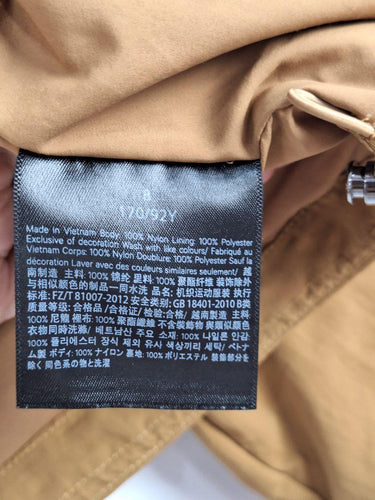 8
170/92Y
Made in Vietnam Body: 100% Nylon Lining: 100% Polyester
Exclusive of decoration Wash with like colours/ Fabriqué au
Vietnam Corps: 100% Nylon Doublure: 100% Polyester Sauf la
décoration Laver avec des couleurs similaires seulement/ 越
南制造 主料: 100% 锦纶 里料: 100% 聚酯纤维 装饰除外
与相似颜色的制品一同水洗 品名: 机织运动服装 执行
标准: FZ/T 81007-2012 安全类别: GB 18401-2010 B类
质量等级: 合格品 检验: 合格/ 合格證/ 越南製造 主料:
100% 尼龍 里料: 100% 聚酯纖維 不含裝飾物 與類似顏色
衣物同時洗滌/ 베트남산 주요 소재: 100% 나일론 안감:
100% 폴리에스터 장식 제외 유사 색상끼리 세탁/ ベトナ
ム製 ボディ: 100% ナイロン 裏地: 100% ポリエステル 装飾部分を
除く 同色系の物と洗濯